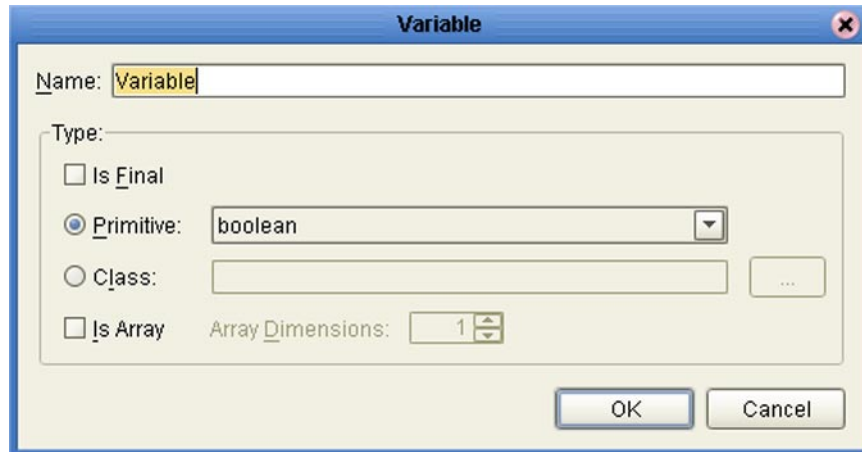 Variable
Name: Variable
Type:
Is Final
Primitive: boolean
Class: ...
Is Array Array Dimensions: 1
OK Cancel